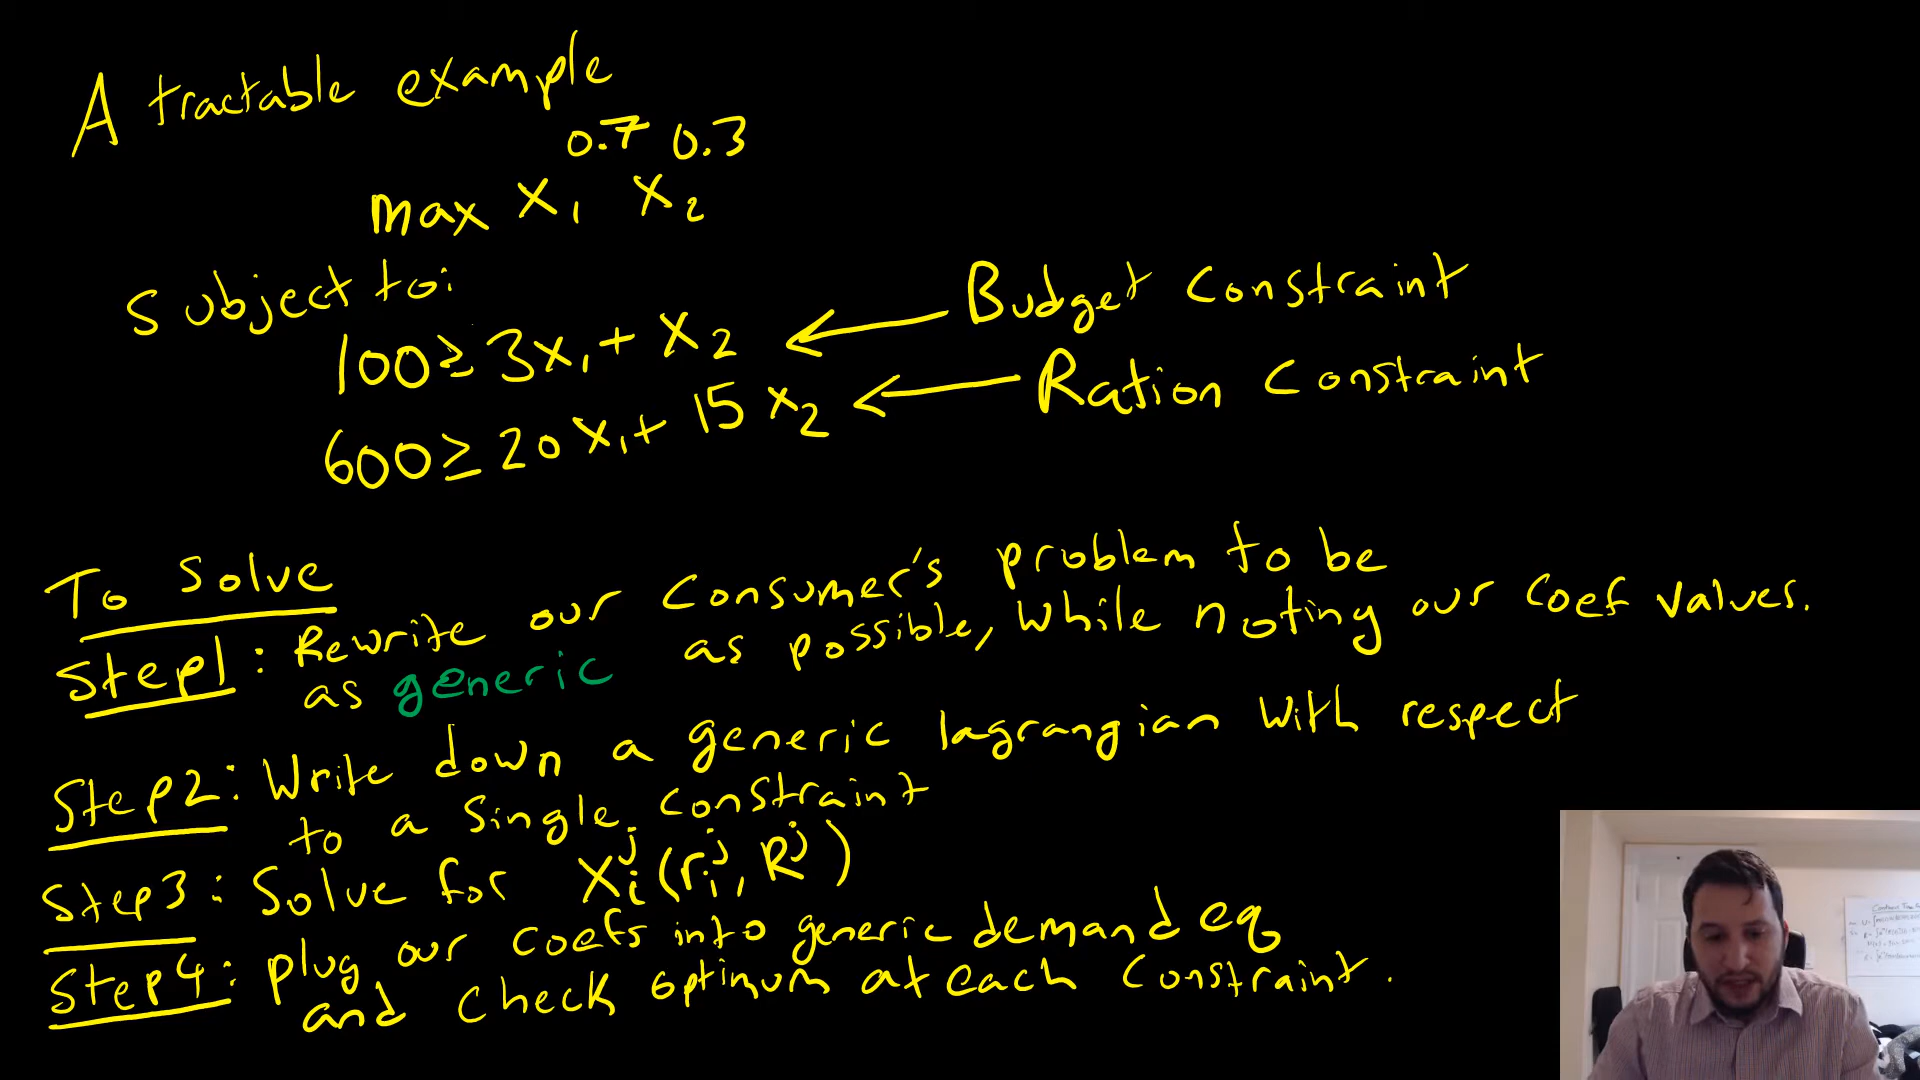 A tractable example
max x₁^0.7 x₂^0.3
Subject to:
100 ≥ 3x₁ + x₂ ← Budget Constraint
600 ≥ 20x₁ + 15x₂ ← Ration Constraint
To Solve
Step1: Rewrite our Consumer's problem to be
as generic as possible, while noting our coef values.
Step2: Write down a generic lagrangian with respect
to a single constraint
Step3: Solve for Xᵢʲ(rᵢʲ, Rʲ)
Step4: plug our coefs into generic demand eq
and check optimum at each constraint.